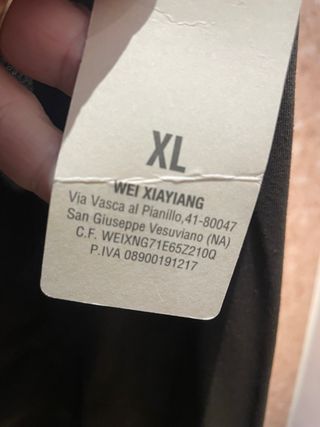 XL
WEI XIAYIANG
Via Vasca al Pianillo,41-80047
San Giuseppe Vesuviano (NA)
C.F. WEIXNG71E65Z210Q
P.IVA 08900191217